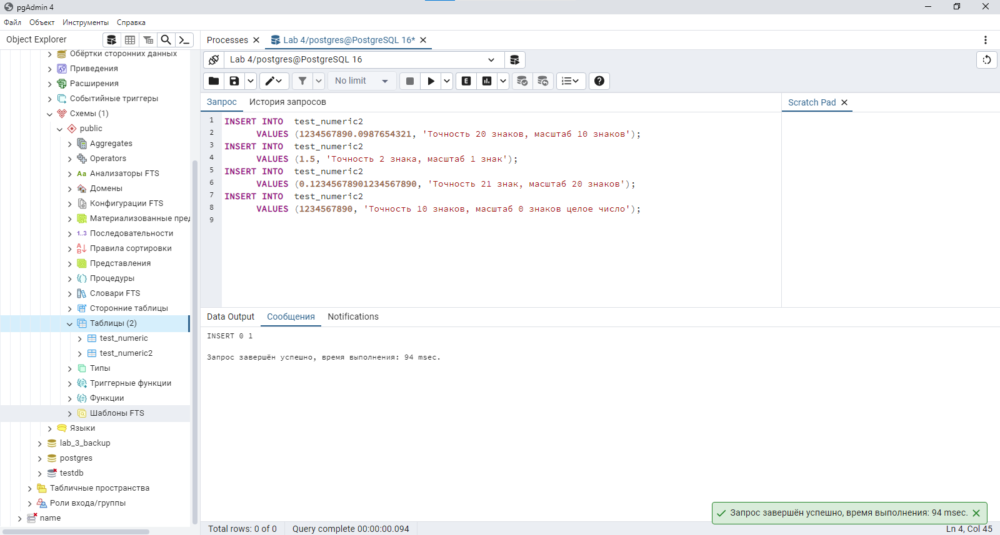 pgAdmin 4
Файл Объект Инструменты Справка
Object Explorer
Обёртки сторонних данных
Приведения
Расширения
Событийные триггеры
Схемы (1)
public
Aggregates
Operators
Анализаторы FTS
Домены
Конфигурации FTS
Материализованные пред
Последовательности
Правила сортировки
Представления
Процедуры
Словари FTS
Сторонние таблицы
Таблицы (2)
test_numeric
test_numeric2
Типы
Триггерные функции
Функции
Шаблоны FTS
Языки
lab_3_backup
postgres
testdb
Табличные пространства
Роли входа/группы
name
Processes
Lab 4/postgres@PostgreSQL 16*
Lab 4/postgres@PostgreSQL 16
No limit
Запрос История запросов
Scratch Pad
1 INSERT INTO test_numeric2
2 VALUES (1234567890.0987654321, 'Точность 20 знаков, масштаб 10 знаков');
3 INSERT INTO test_numeric2
4 VALUES (1.5, 'Точность 2 знака, масштаб 1 знак');
5 INSERT INTO test_numeric2
6 VALUES (0.12345678901234567890, 'Точность 21 знак, масштаб 20 знаков');
7 INSERT INTO test_numeric2
8 VALUES (1234567890, 'Точность 10 знаков, масштаб 0 знаков целое число');
9
Data Output Сообщения Notifications
INSERT 0 1
Запрос завершён успешно, время выполнения: 94 msec.
Запрос завершён успешно, время выполнения: 94 msec.
Total rows: 0 of 0 Query complete 00:00:00.094 Ln 4, Col 45